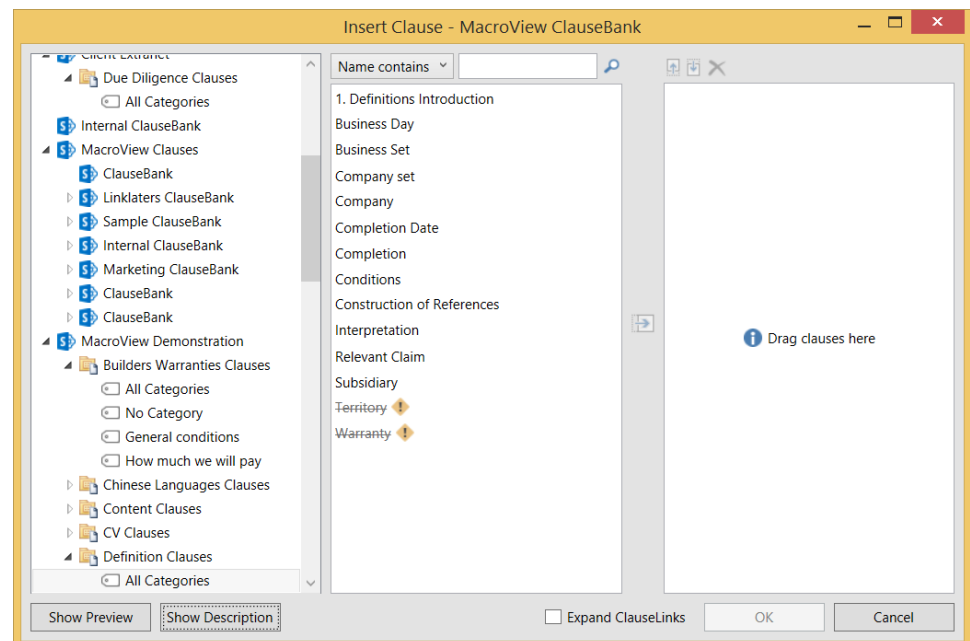 Insert Clause - MacroView ClauseBank
Client Extranet
Due Diligence Clauses
All Categories
Internal ClauseBank
MacroView Clauses
ClauseBank
Linklaters ClauseBank
Sample ClauseBank
Internal ClauseBank
Marketing ClauseBank
ClauseBank
ClauseBank
MacroView Demonstration
Builders Warranties Clauses
All Categories
No Category
General conditions
How much we will pay
Chinese Languages Clauses
Content Clauses
CV Clauses
Definition Clauses
All Categories
Name contains
1. Definitions Introduction
Business Day
Business Set
Company set
Company
Completion Date
Completion
Conditions
Construction of References
Interpretation
Relevant Claim
Subsidiary
Territory
Warranty
Drag clauses here
Show Preview
Show Description
Expand ClauseLinks
OK
Cancel